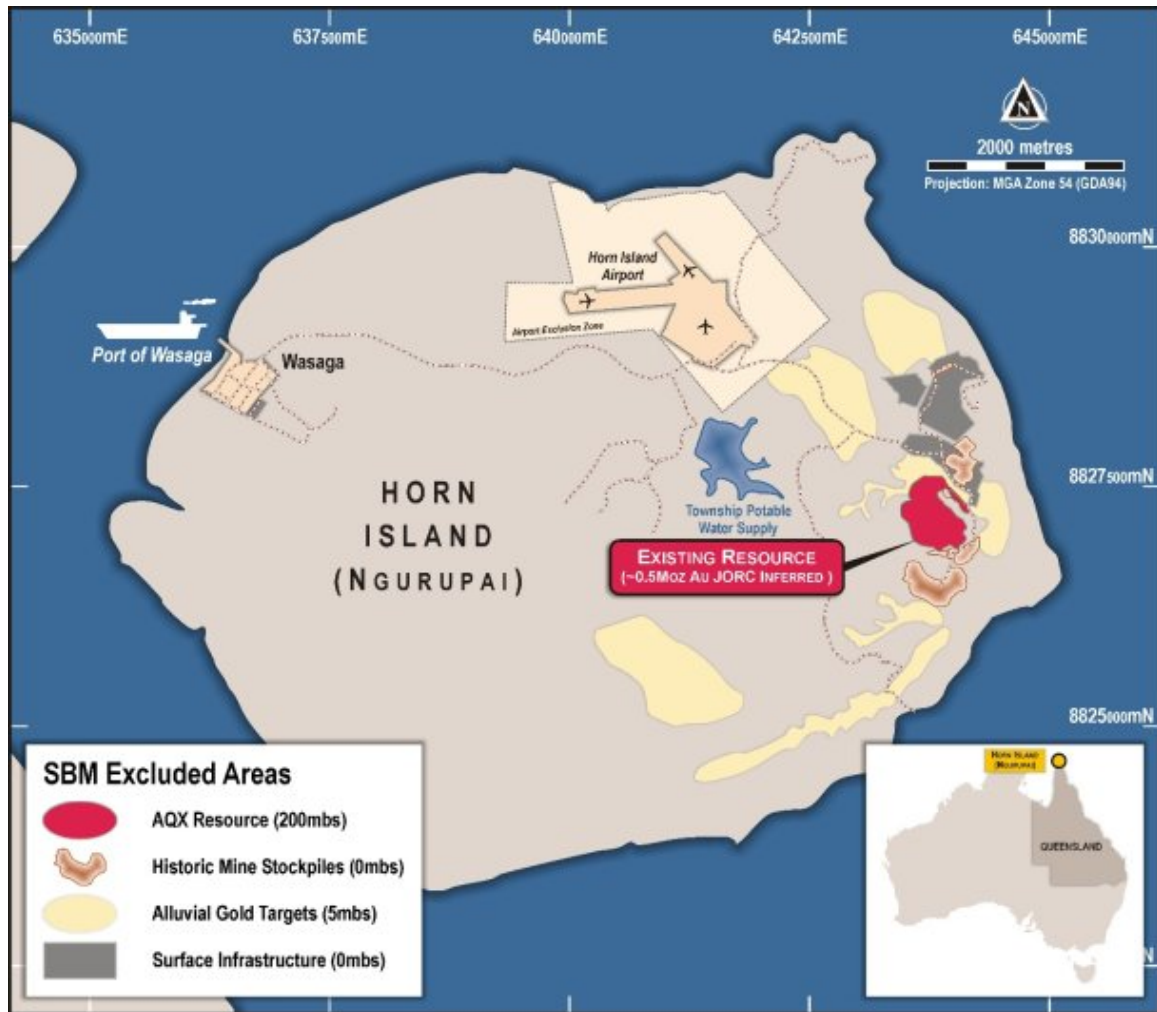 635000mE
637500mE
640000mE
642500mE
645000mE
N
2000 metres
Projection: MGA Zone 54 (GDA94)
8830000mN
Horn Island
Airport
Airport Exclusion Zone
Port of Wasaga
Wasaga
8827500mN
HORN
ISLAND
(NGURUPAI)
Township Potable
Water Supply
EXISTING RESOURCE
(~0.5MOZ AU JORC INFERRED )
8825000mN
SBM Excluded Areas
AQX Resource (200mbs)
Historic Mine Stockpiles (0mbs)
Alluvial Gold Targets (5mbs)
Surface Infrastructure (0mbs)
HORN ISLAND
(NGURUPAI)
QUEENSLAND
N